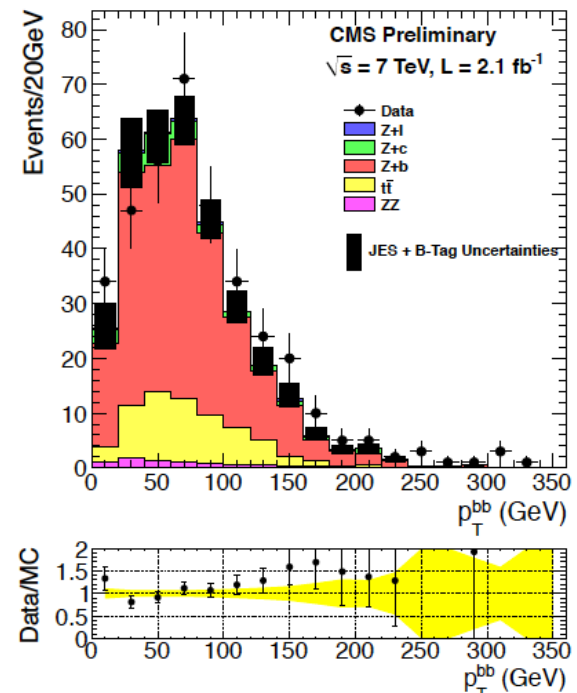 CMS Preliminary
√s = 7 TeV, L = 2.1 fb⁻¹
Events/20GeV
80
70
60
50
40
30
20
10
0
Data
Z+l
Z+c
Z+b
tt̄
ZZ
JES + B-Tag Uncertainties
0 50 100 150 200 250 300 350
p_T^bb (GeV)
Data/MC
2
1.5
1
0.5
0
0 50 100 150 200 250 300 350
p_T^bb (GeV)